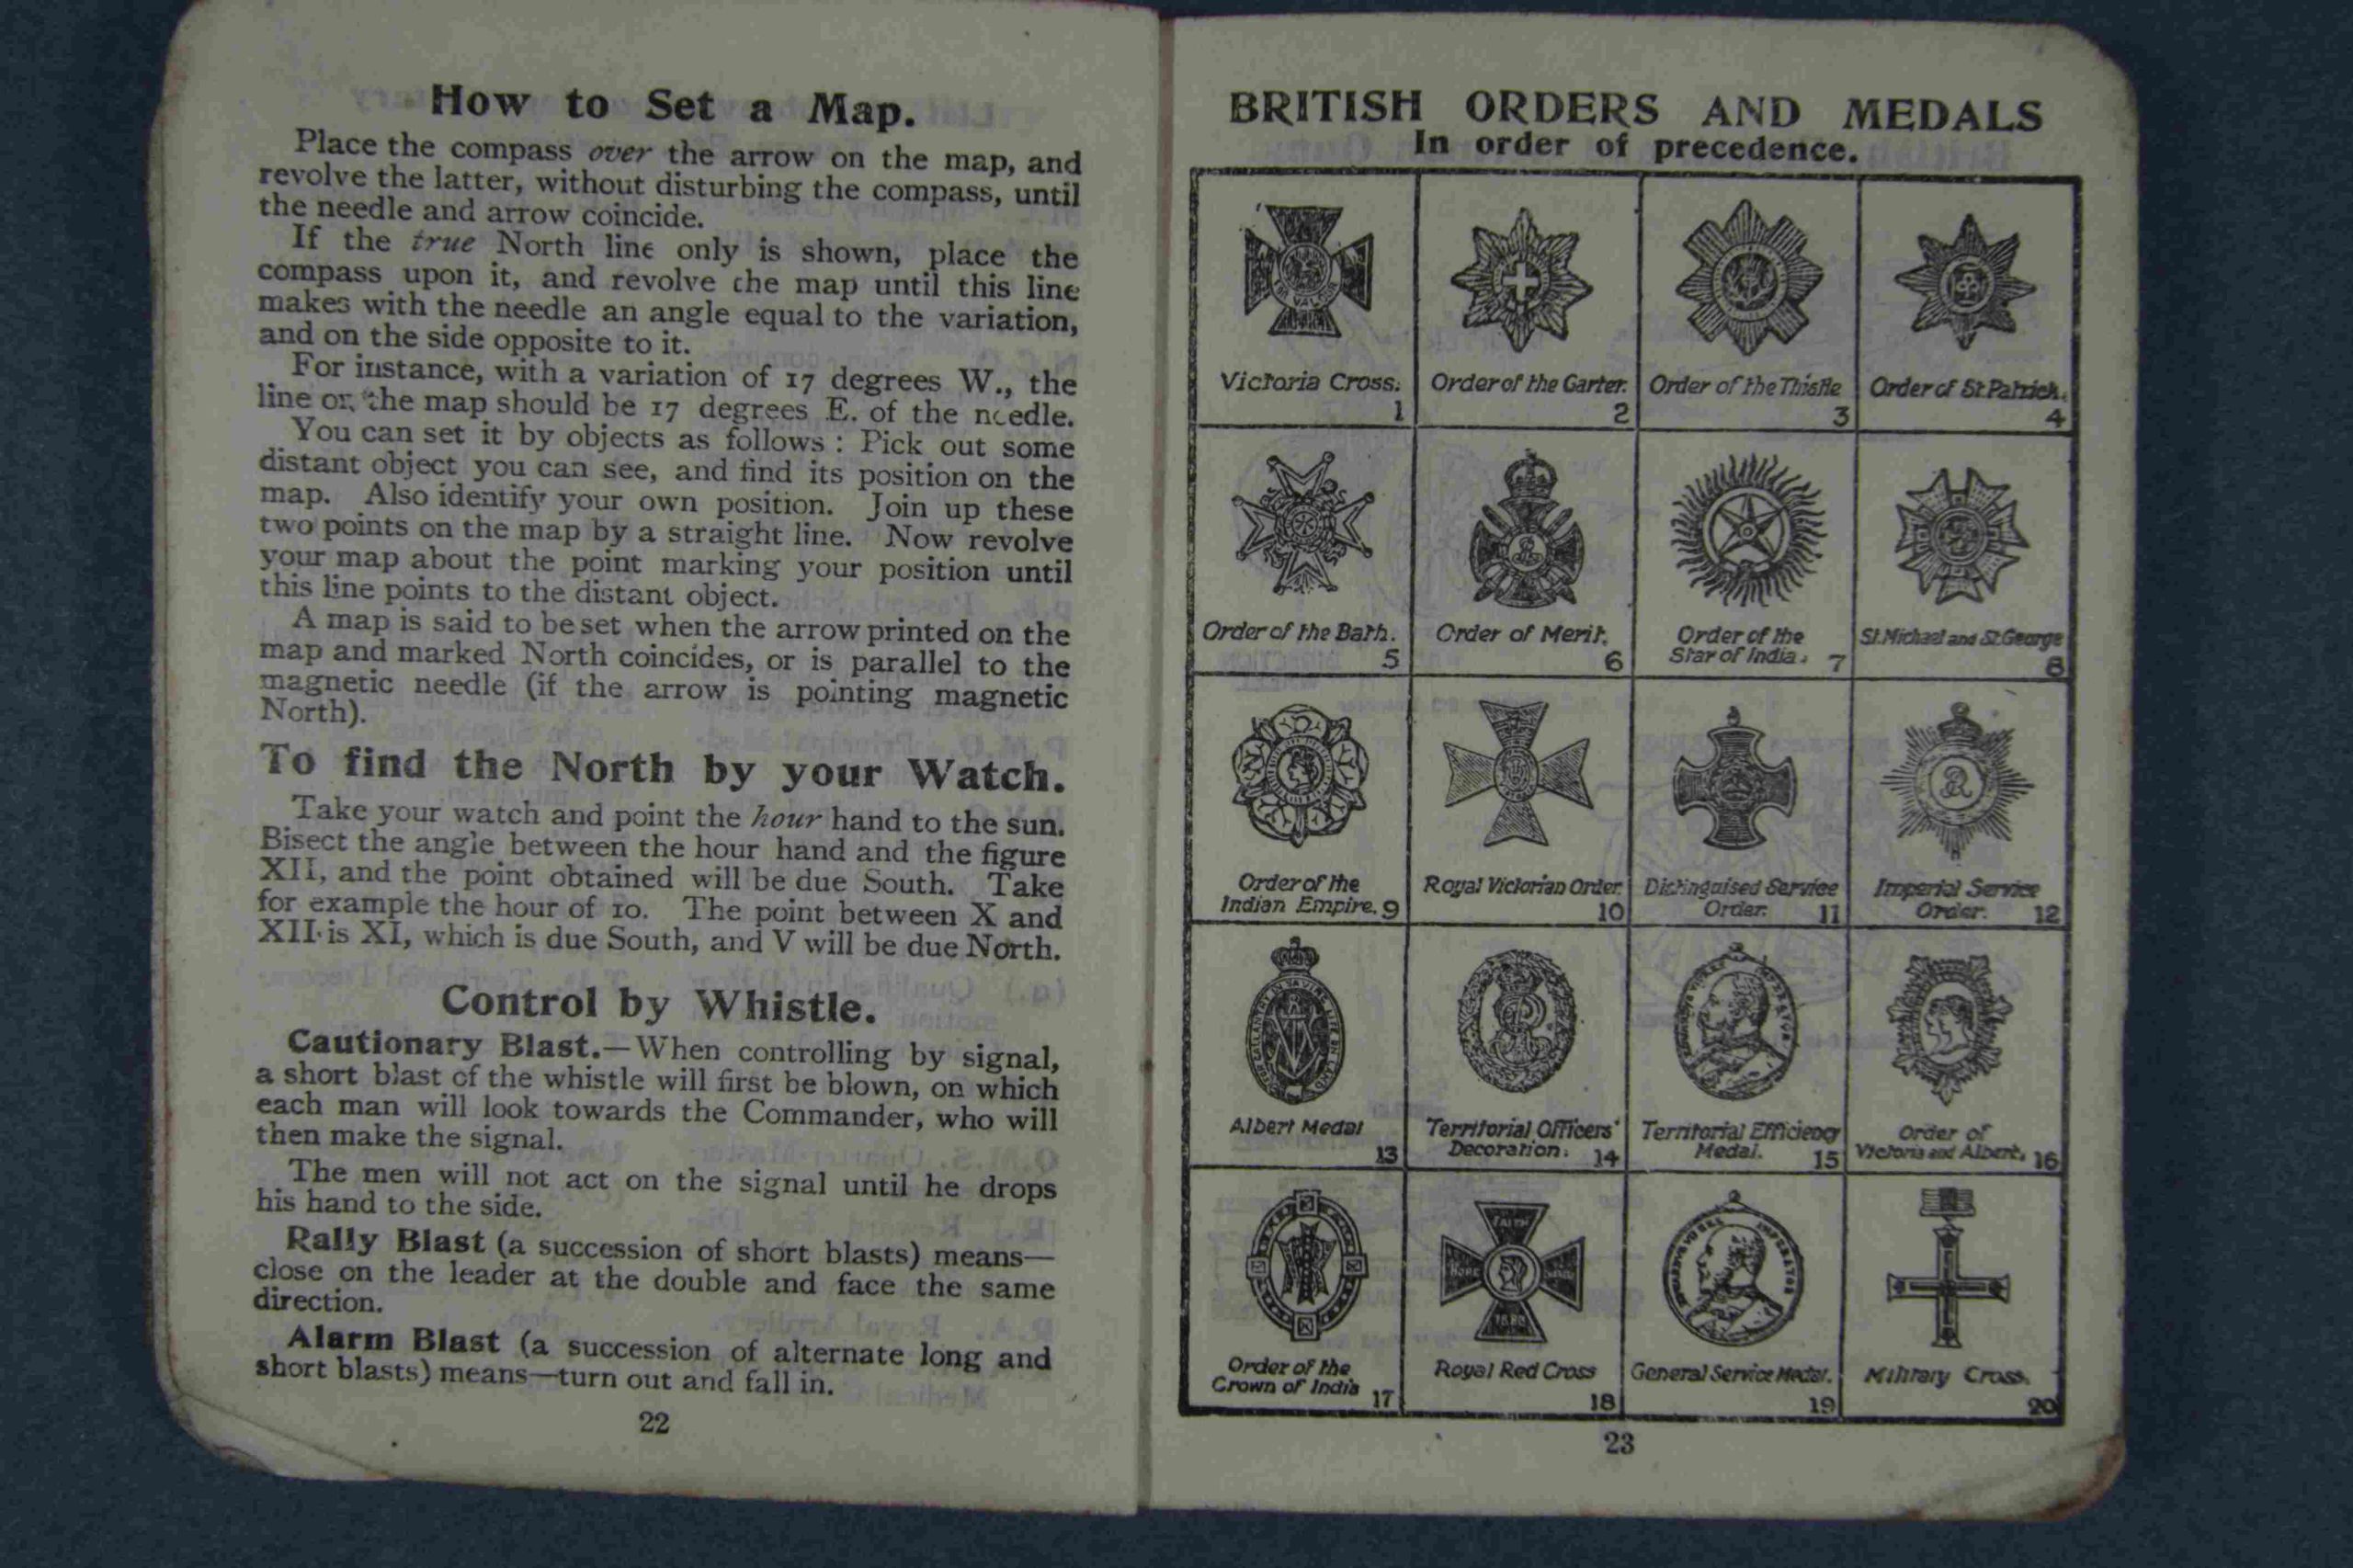 How to Set a Map.
Place the compass over the arrow on the map, and
revolve the latter, without disturbing the compass, until
the needle and arrow coincide.
If the true North line only is shown, place the
compass upon it, and revolve the map until this line
makes with the needle an angle equal to the variation,
and on the side opposite to it.
For instance, with a variation of 17 degrees W., the
line on the map should be 17 degrees E. of the needle.
You can set it by objects as follows : Pick out some
distant object you can see, and find its position on the
map. Also identify your own position. Join up these
two points on the map by a straight line. Now revolve
your map about the point marking your position until
this line points to the distant object.
A map is said to be set when the arrow printed on the
map and marked North coincides, or is parallel to the
magnetic needle (if the arrow is pointing magnetic
North).
To find the North by your Watch.
Take your watch and point the hour hand to the sun.
Bisect the angle between the hour hand and the figure
XII, and the point obtained will be due South. Take
for example the hour of 10. The point between X and
XII is XI, which is due South, and V will be due North.
Control by Whistle.
Cautionary Blast.—When controlling by signal,
a short blast of the whistle will first be blown, on which
each man will look towards the Commander, who will
then make the signal.
The men will not act on the signal until he drops
his hand to the side.
Rally Blast (a succession of short blasts) means—
close on the leader at the double and face the same
direction.
Alarm Blast (a succession of alternate long and
short blasts) means—turn out and fall in.
22
BRITISH ORDERS AND MEDALS
In order of precedence.
Victoria Cross.
1
Order of the Garter.
2
Order of the Thistle
3
Order of St. Patrick.
4
Order of the Bath.
5
Order of Merit.
6
Order of the
Star of India. 7
St. Michael and St. George
8
Order of the
Indian Empire. 9
Royal Victorian Order.
10
Distinguised Service
Order. 11
Imperial Service
Order. 12
FOR GALLANTRY IN SAVING LIFE ON LAND
Albert Medal
13
Territorial Officers'
Decoration. 14
Territorial Efficiency
Medal. 15
Order of
Victoria and Albert. 16
Order of the
Crown of India 17
FAITH
HOPE
1883
Royal Red Cross
18
General Service Medal.
19
Military Cross.
20
23